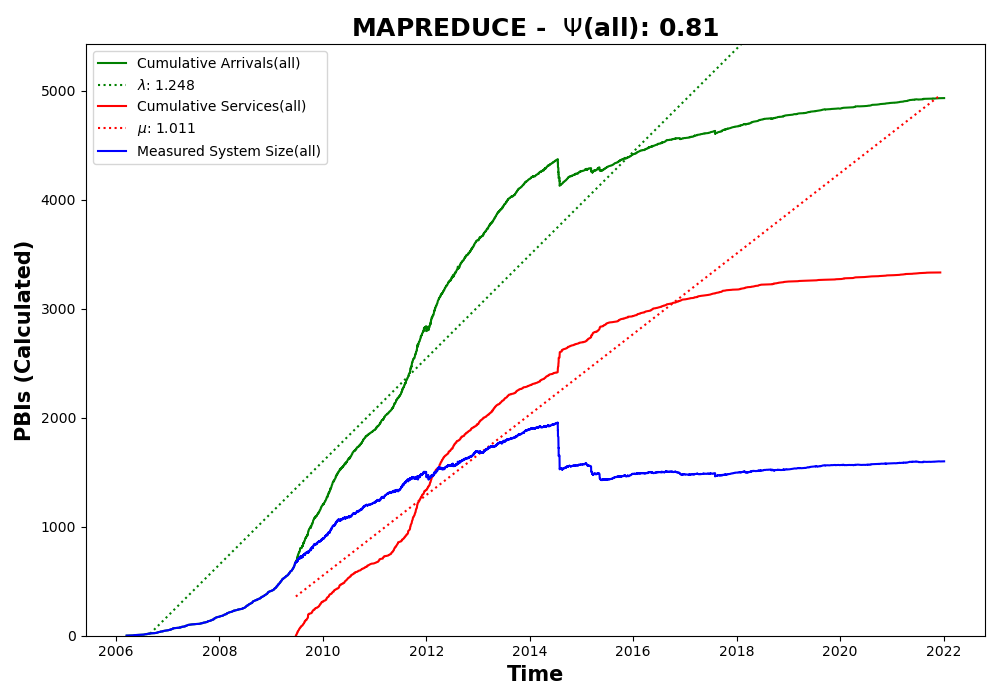 MAPREDUCE - Ψ(all): 0.81
Cumulative Arrivals(all)
λ: 1.248
Cumulative Services(all)
μ: 1.011
Measured System Size(all)
PBIs (Calculated)
5000
4000
3000
2000
1000
0
2006 2008 2010 2012 2014 2016 2018 2020 2022
Time